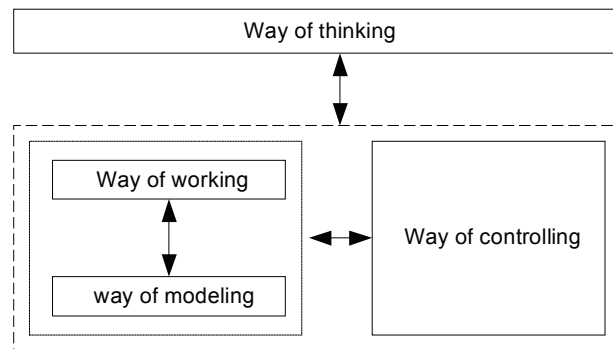 Way of thinking
Way of working
Way of controlling
way of modeling